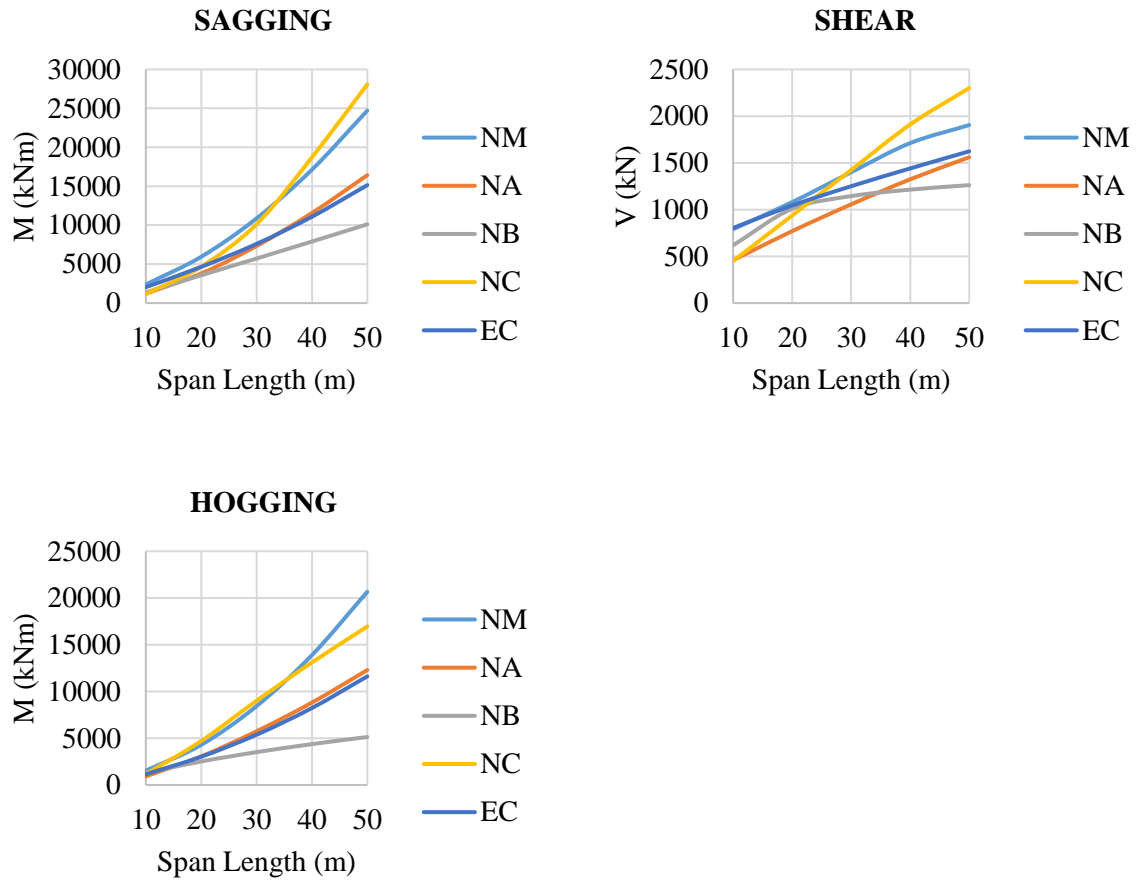 SAGGING
30000
25000
20000
15000
10000
5000
0
M (kNm)
10 20 30 40 50
Span Length (m)
NM
NA
NB
NC
EC
SHEAR
2500
2000
1500
1000
500
0
V (kN)
10 20 30 40 50
Span Length (m)
NM
NA
NB
NC
EC
HOGGING
25000
20000
15000
10000
5000
0
M (kNm)
10 20 30 40 50
Span Length (m)
NM
NA
NB
NC
EC